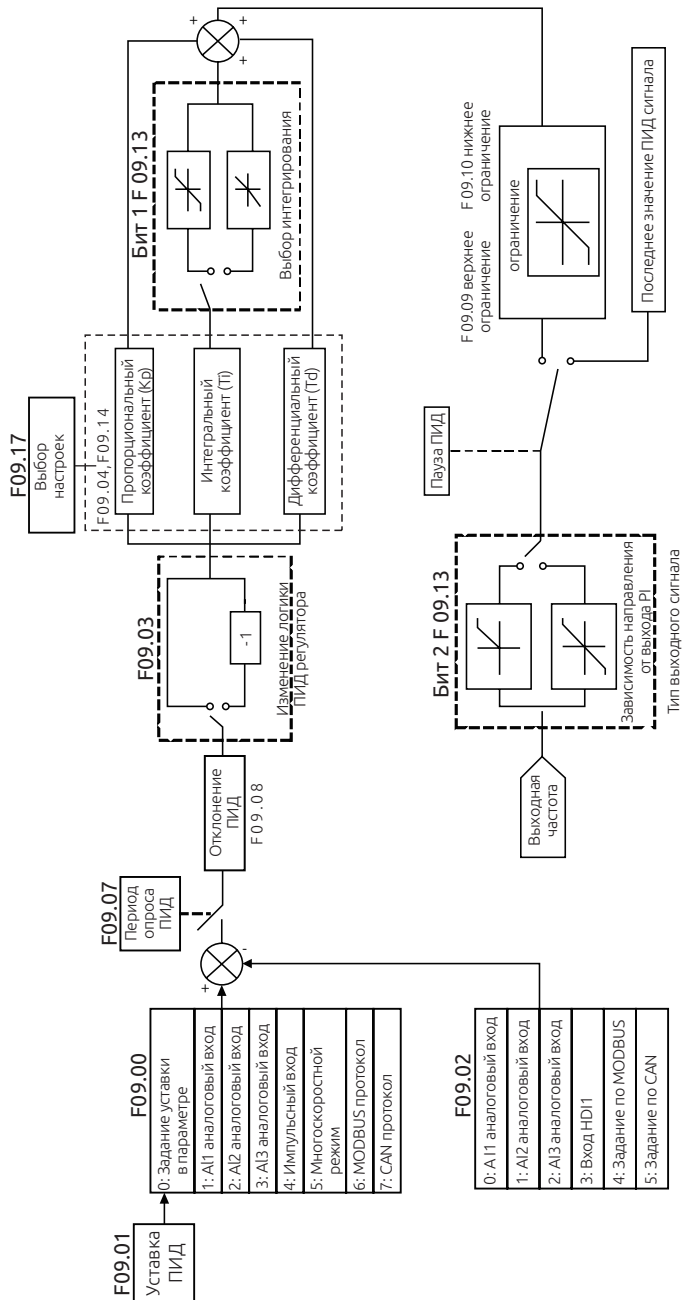 F09.01
Уставка
ПИД
F09.00
0: Задание уставки
в параметре
1: AI1 аналоговый вход
2: AI2 аналоговый вход
3: AI3 аналоговый вход
4: Импульсный вход
5: Многоскоростной
режим
6: MODBUS протокол
7: CAN протокол
F09.02
0: AI1 аналоговый вход
1: AI2 аналоговый вход
2: AI3 аналоговый вход
3: Вход HDI1
4: Задание по MODBUS
5: Задание по CAN
+
-
F09.07
Период
опроса
ПИД
Отклонение
ПИД
F09.08
F09.03
-1
Изменение логики
ПИД регулятора
F09.17
Выбор
настроек
F09.04,F09.14
Пропорциональный
коэффициент (Kp)
Интегральный
коэффициент (Ti)
Дифференциальный
коэффициент (Td)
Бит 1 F 09.13
Выбор интегрирования
+
+
+
F 09.09 верхнее
ограничение
F 09.10 нижнее
ограничение
ограничение
Последнее значение ПИД сигнала
Пауза ПИД
Бит 2 F 09.13
Зависимость направления
от выхода PI
Тип выходного сигнала
Выходная
частота